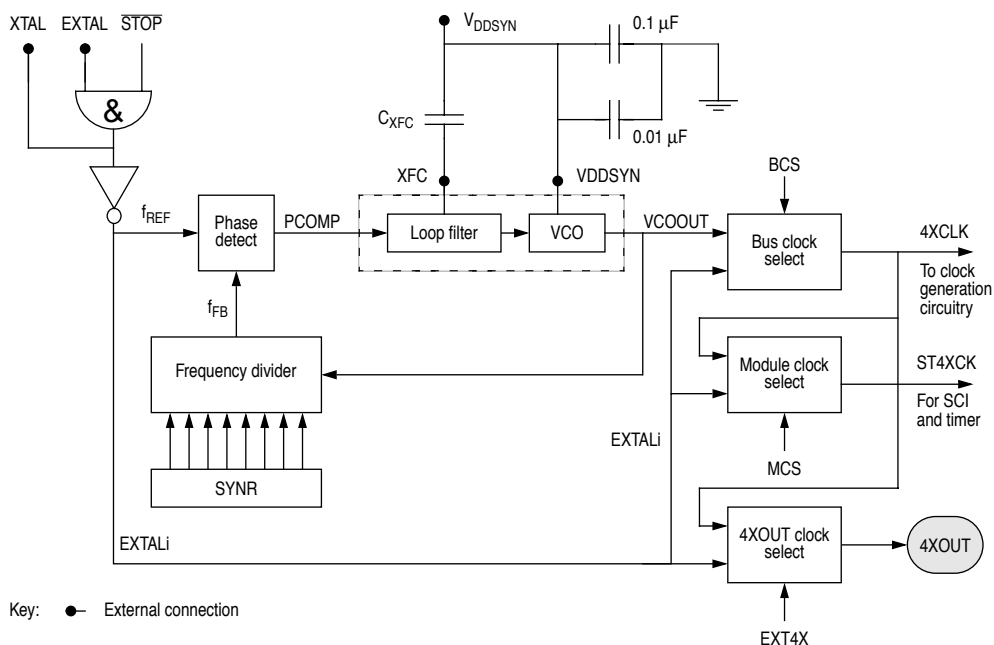 XTAL EXTAL STOP
&
V_DDSYN
0.1 μF
C_XFC
0.01 μF
XFC
VDDSYN
BCS
f_REF
Phase
detect
PCOMP
Loop filter
VCO
VCOOUT
Bus clock
select
4XCLK
To clock
generation
circuitry
f_FB
Frequency divider
Module clock
select
ST4XCK
For SCI
and timer
EXTALi
MCS
SYNR
EXTALi
4XOUT clock
select
4XOUT
Key: External connection
EXT4X